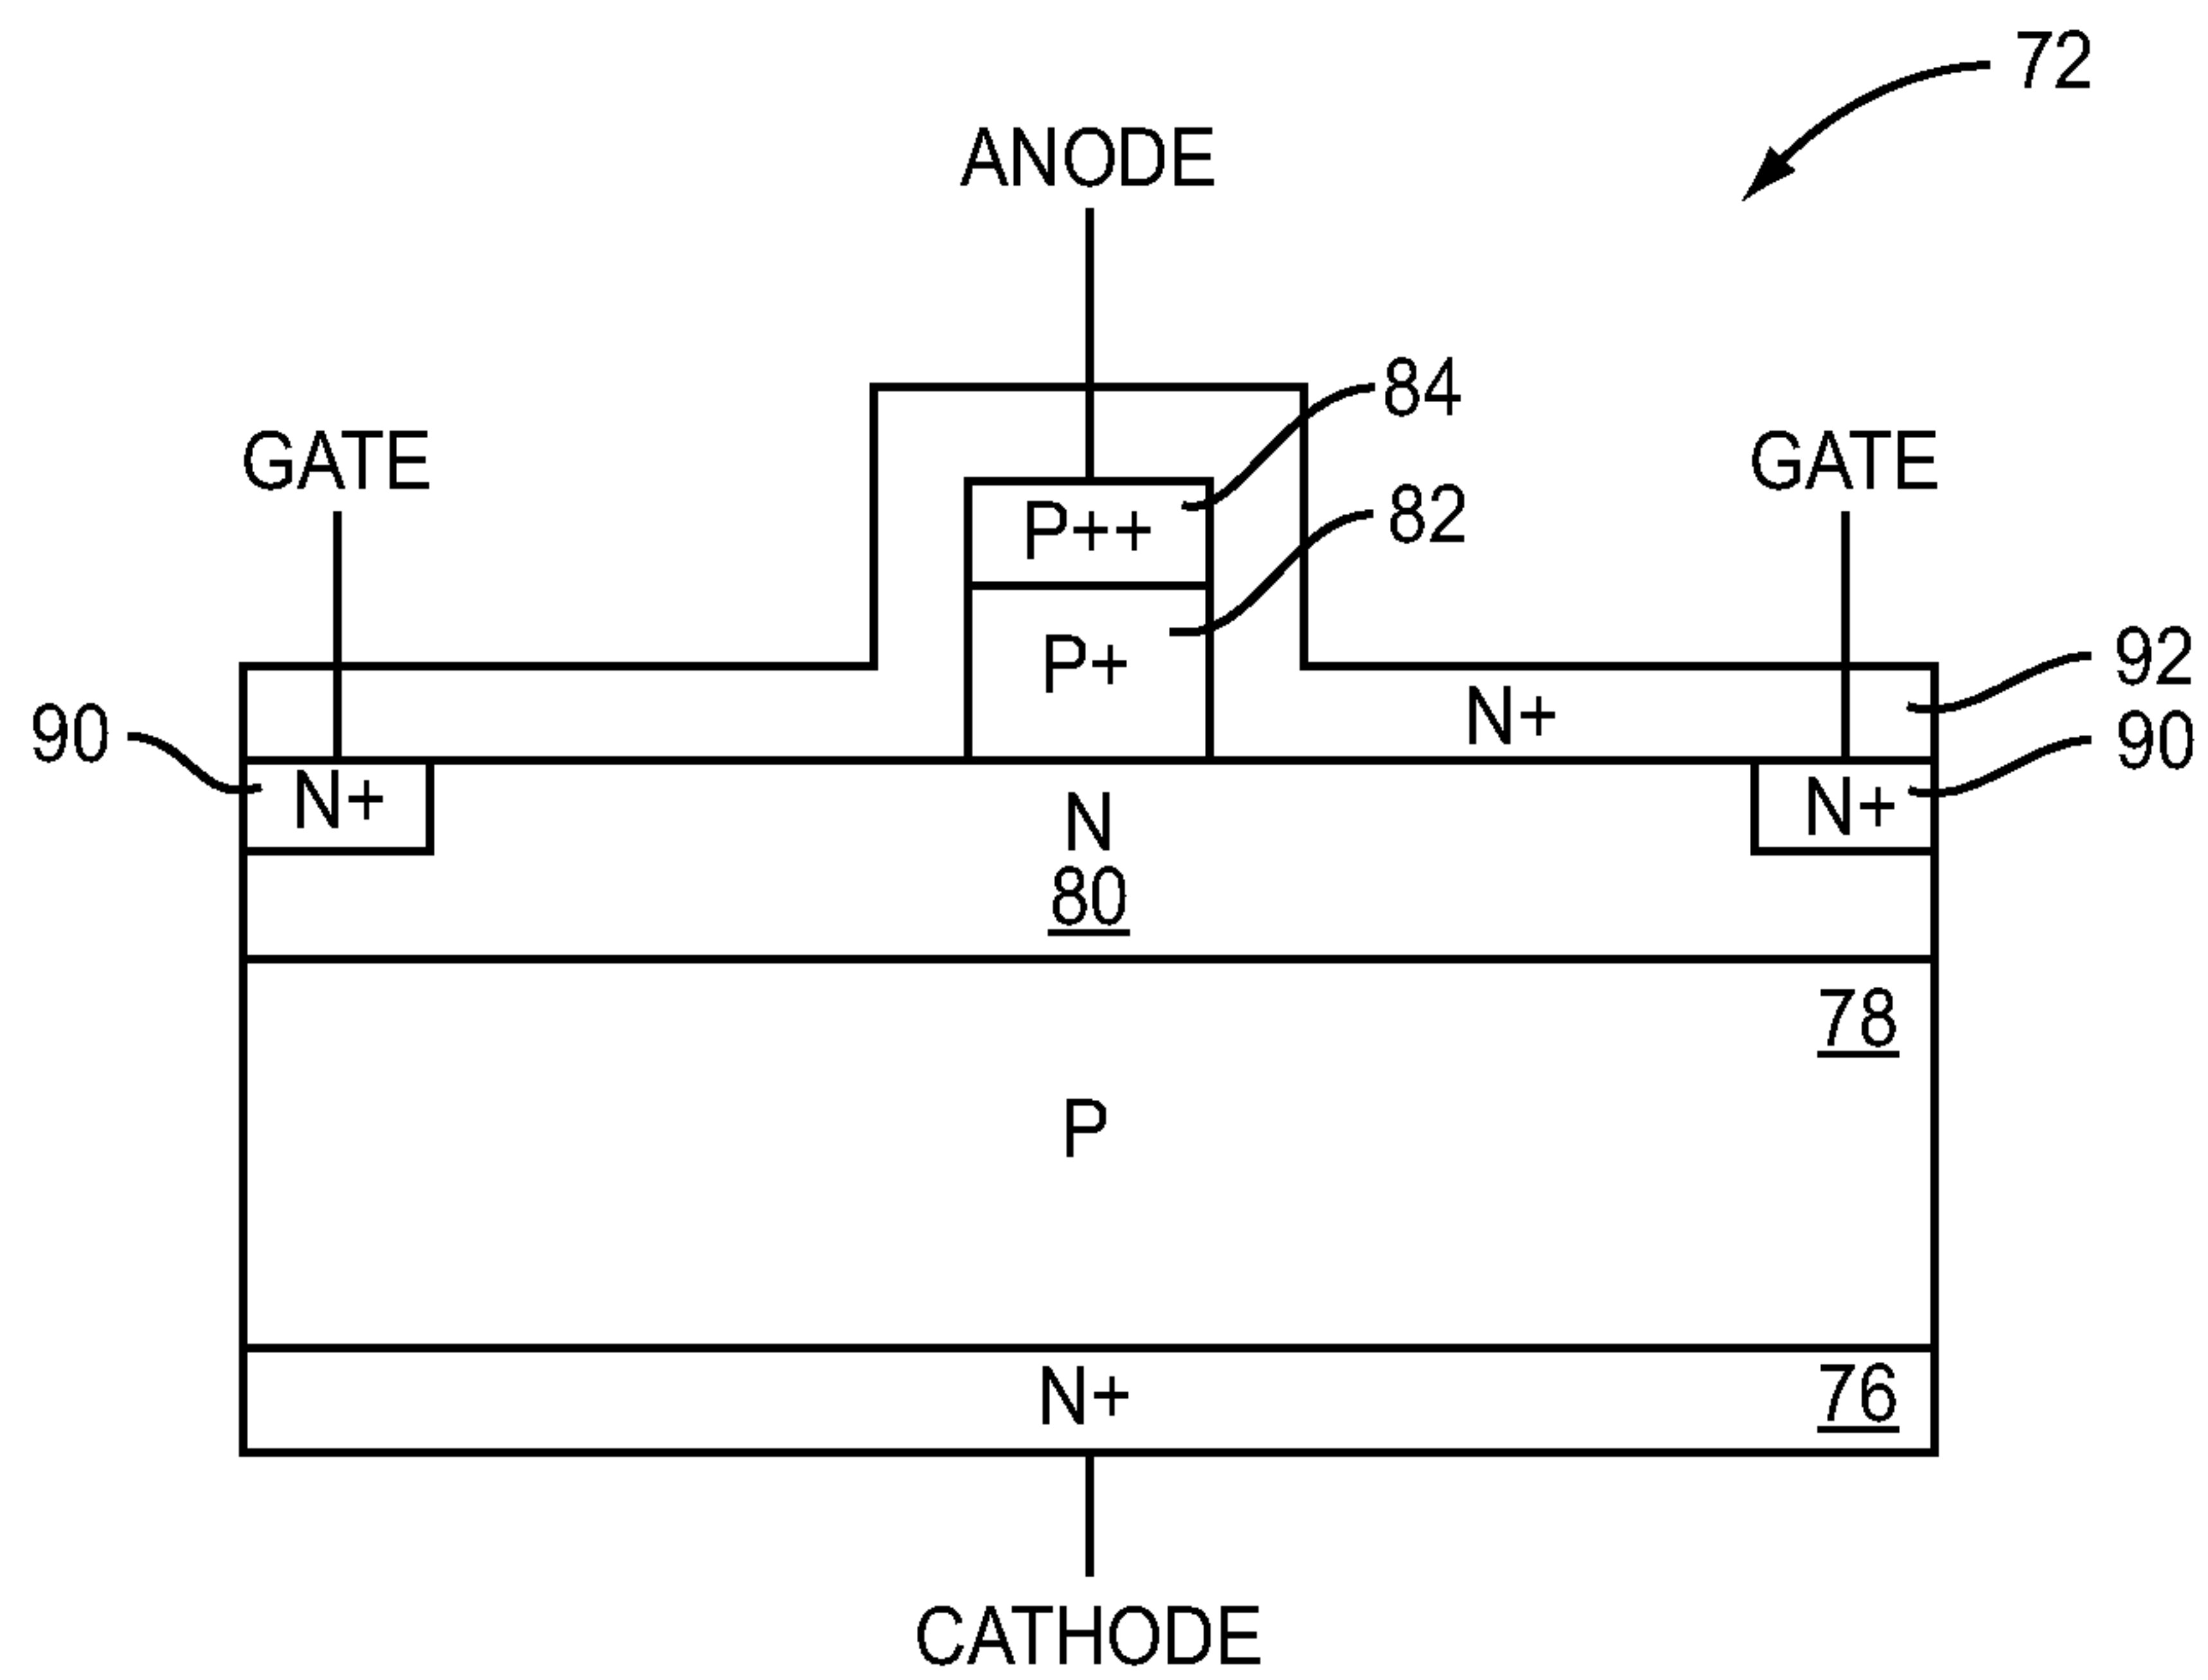 72
ANODE
84
GATE
GATE
82
P++
P+
92
N+
90
90
N+
N
N+
80
78
P
N+
76
CATHODE